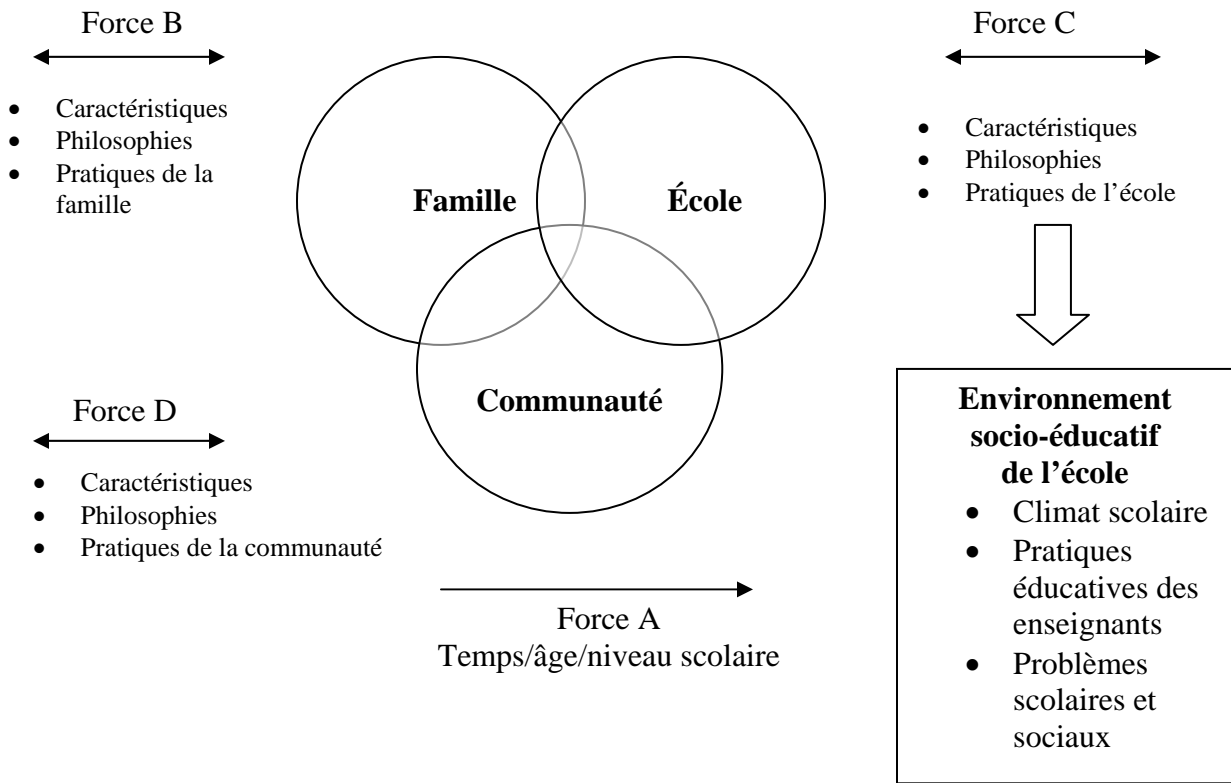 Force B
• Caractéristiques
• Philosophies
• Pratiques de la
famille
Famille
École
Communauté
Force C
• Caractéristiques
• Philosophies
• Pratiques de l’école
Force D
• Caractéristiques
• Philosophies
• Pratiques de la communauté
Force A
Temps/âge/niveau scolaire
Environnement
socio-éducatif
de l’école
• Climat scolaire
• Pratiques
éducatives des
enseignants
• Problèmes
scolaires et
sociaux